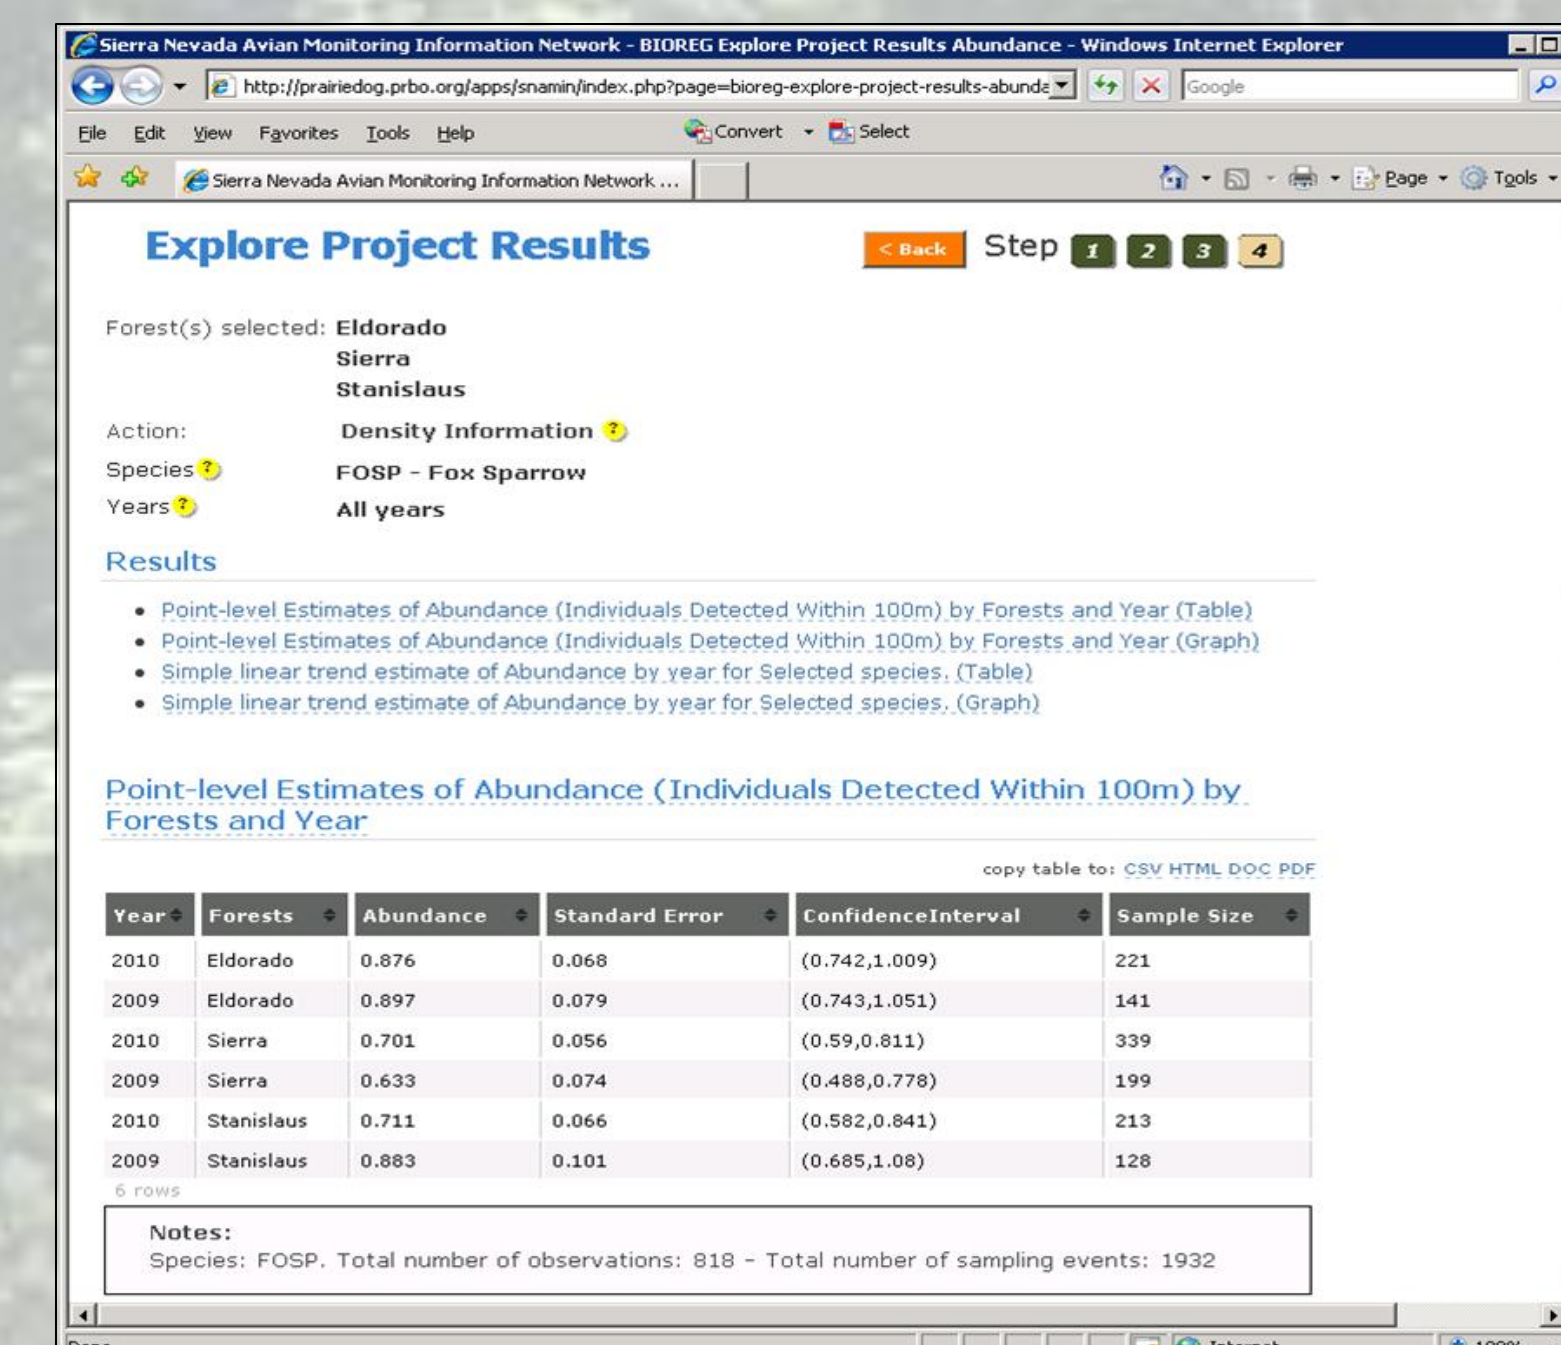 Sierra Nevada Avian Monitoring Information Network - BIOREG Explore Project Results Abundance - Windows Internet Explorer
http://prairiedog.prbo.org/apps/snamin/index.php?page=bioreg-explore-project-results-abunda Google
File Edit View Favorites Tools Help Convert Select
Sierra Nevada Avian Monitoring Information Network ... Page Tools
Explore Project Results < Back Step 1 2 3 4
Forest(s) selected: Eldorado
Sierra
Stanislaus
Action: Density Information ?
Species ? FOSP - Fox Sparrow
Years ? All years
Results
• Point-level Estimates of Abundance (Individuals Detected Within 100m) by Forests and Year (Table)
• Point-level Estimates of Abundance (Individuals Detected Within 100m) by Forests and Year (Graph)
• Simple linear trend estimate of Abundance by year for Selected species. (Table)
• Simple linear trend estimate of Abundance by year for Selected species. (Graph)
Point-level Estimates of Abundance (Individuals Detected Within 100m) by
Forests and Year
copy table to: CSV HTML DOC PDF
Year Forests Abundance Standard Error ConfidenceInterval Sample Size
2010 Eldorado 0.876 0.068 (0.742,1.009) 221
2009 Eldorado 0.897 0.079 (0.743,1.051) 141
2010 Sierra 0.701 0.056 (0.59,0.811) 339
2009 Sierra 0.633 0.074 (0.488,0.778) 199
2010 Stanislaus 0.711 0.066 (0.582,0.841) 213
2009 Stanislaus 0.883 0.101 (0.685,1.08) 128
6 rows
Notes:
Species: FOSP. Total number of observations: 818 - Total number of sampling events: 1932